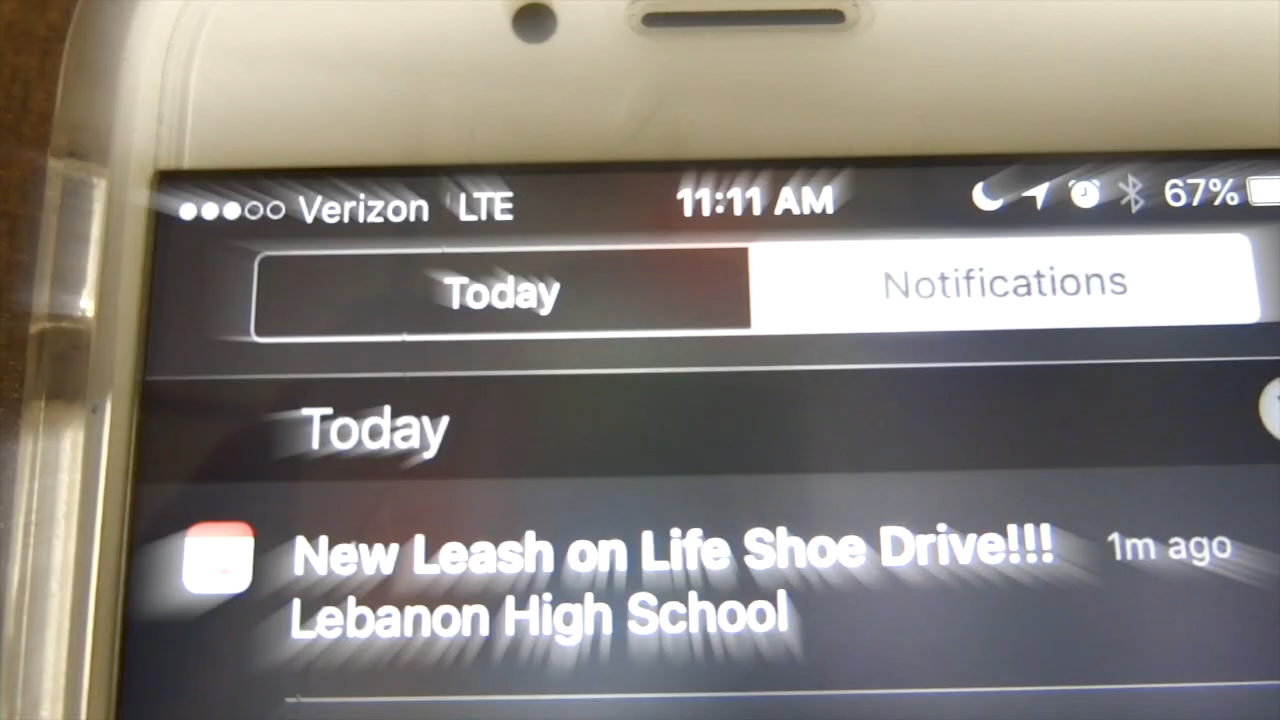 Verizon LTE 11:11 AM 67%
Today Notifications
Today
New Leash on Life Shoe Drive!!! 1m ago
Lebanon High School